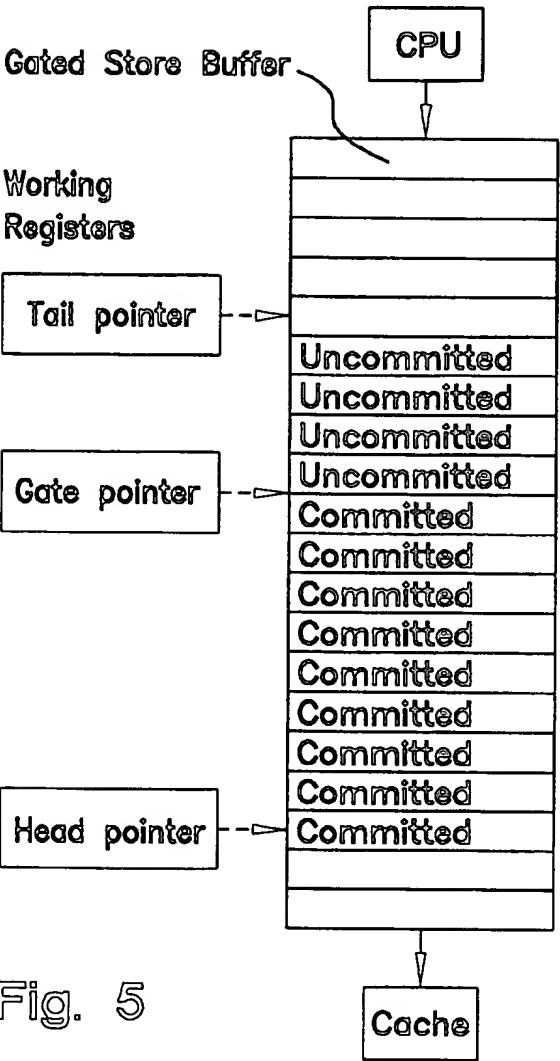 CPU
Gated Store Buffer
Working
Registers
Tail pointer
Uncommitted
Uncommitted
Uncommitted
Uncommitted
Gate pointer
Committed
Committed
Committed
Committed
Committed
Committed
Committed
Committed
Head pointer
Committed
Fig. 5
Cache